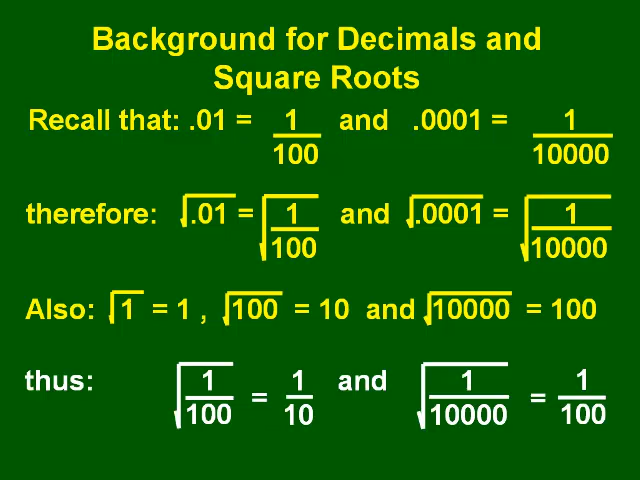 Background for Decimals and
Square Roots
Recall that: .01 = 1/100 and .0001 = 1/10000
therefore: √.01 = √1/100 and √.0001 = √1/10000
Also: √1 = 1 , √100 = 10 and √10000 = 100
thus: √1/100 = 1/10 and √1/10000 = 1/100